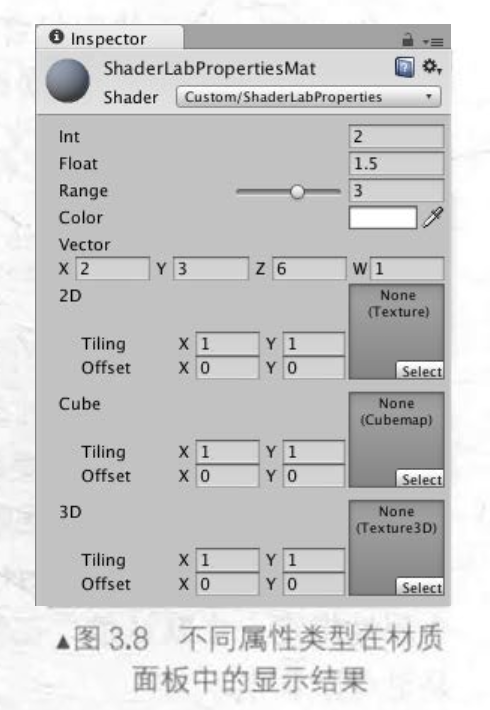 Inspector
ShaderLabPropertiesMat
Shader Custom/ShaderLabProperties
Int 2
Float 1.5
Range 3
Color
Vector
X 2 Y 3 Z 6 W 1
2D None
(Texture)
Tiling X 1 Y 1
Offset X 0 Y 0 Select
Cube None
(Cubemap)
Tiling X 1 Y 1
Offset X 0 Y 0 Select
3D None
(Texture3D)
Tiling X 1 Y 1
Offset X 0 Y 0 Select
▲图 3.8 不同属性类型在材质
面板中的显示结果